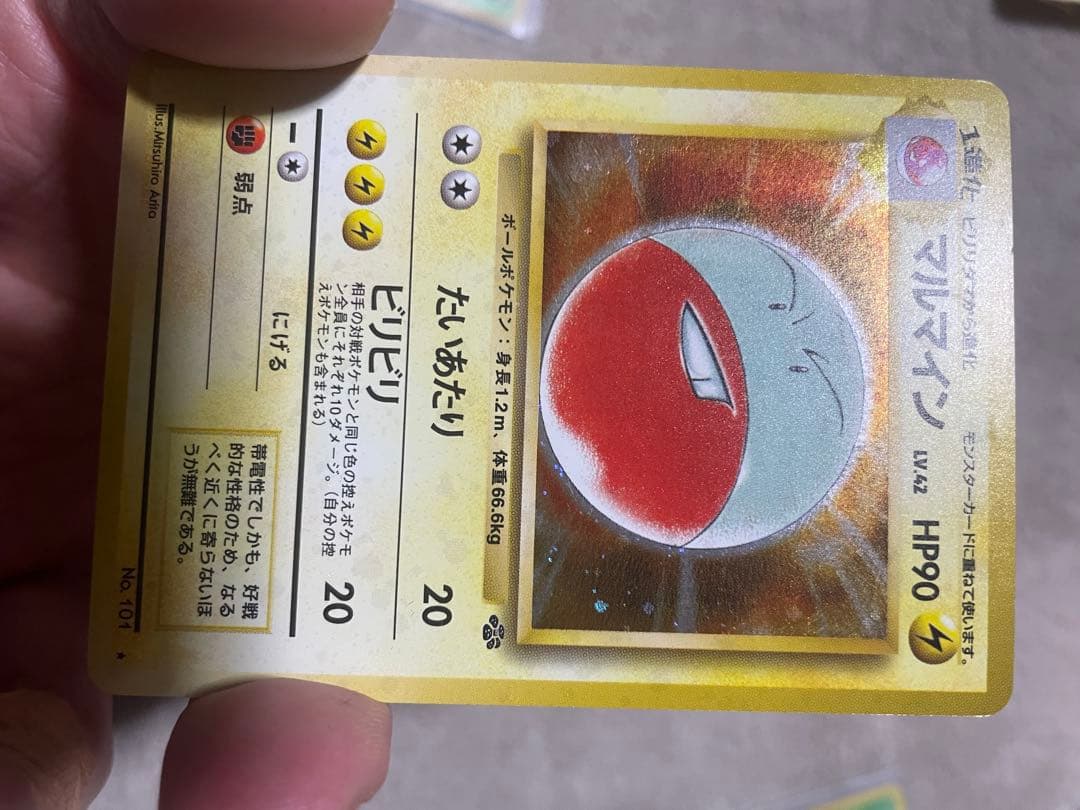 1進化 ビリリダマから進化 モンスターカードに重ねて使います。
マルマイン LV.42 HP90
ボールポケモン：身長1.2m、体重66.6kg
たいあたり 20
ビリビリ 20
相手の対戦ポケモンと同じ色の控えポケモ
ン全員にそれぞれ10ダメージ。(自分の控
えポケモンも含まれる)
にげる
弱点
帯電性でしかも、好戦
的な性格のため、なる
べく近くに寄らないほ
うが無難である。
Illus.Mitsuhiro Arita
No. 101 ★